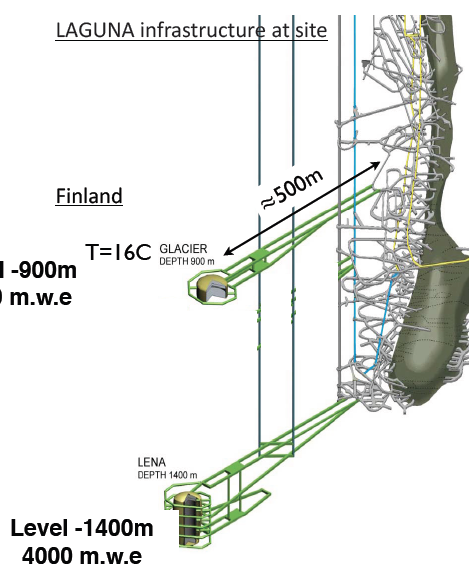 LAGUNA infrastructure at site
≈500m
Finland
T=16C
GLACIER
DEPTH 900 m
-900m
m.w.e
LENA
DEPTH 1400 m
Level -1400m
4000 m.w.e